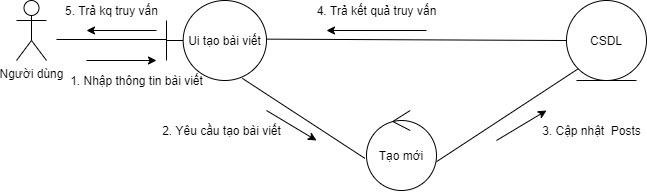 5. Trả kq truy vấn
4. Trả kết quả truy vấn
Ui tạo bài viết
CSDL
Người dùng
1. Nhập thông tin bài viết
2. Yêu cầu tạo bài viết
3. Cập nhật Posts
Tạo mới